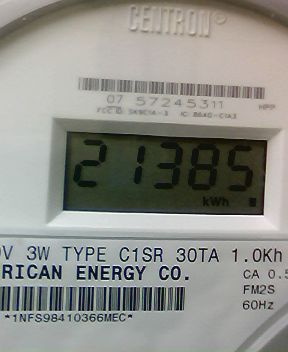 CENTRON®
07 57245311 HPP
21385
kWh
V 3W TYPE C1SR 30TA 1.0Kh
RICAN ENERGY CO.
CA 0.5
FM2S
60Hz
*1NFS98410366MEC*